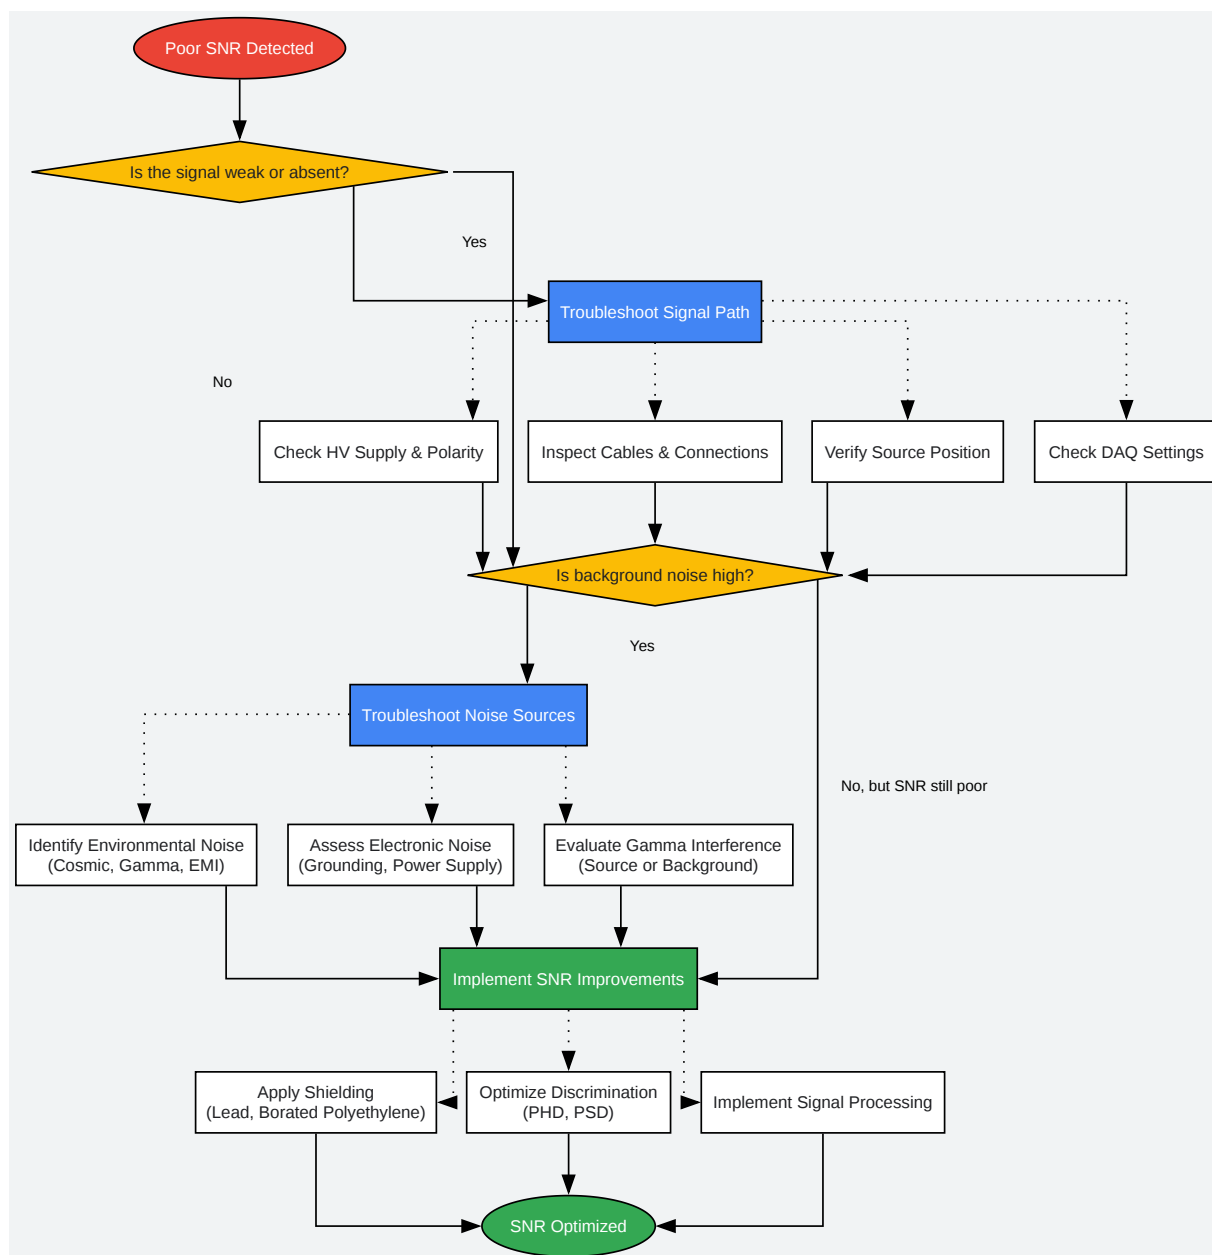 Poor SNR Detected
Is the signal weak or absent?
Yes
Troubleshoot Signal Path
No
Check HV Supply & Polarity
Inspect Cables & Connections
Verify Source Position
Check DAQ Settings
Is background noise high?
Yes
Troubleshoot Noise Sources
No, but SNR still poor
Identify Environmental Noise
(Cosmic, Gamma, EMI)
Assess Electronic Noise
(Grounding, Power Supply)
Evaluate Gamma Interference
(Source or Background)
Implement SNR Improvements
Apply Shielding
(Lead, Borated Polyethylene)
Optimize Discrimination
(PHD, PSD)
Implement Signal Processing
SNR Optimized